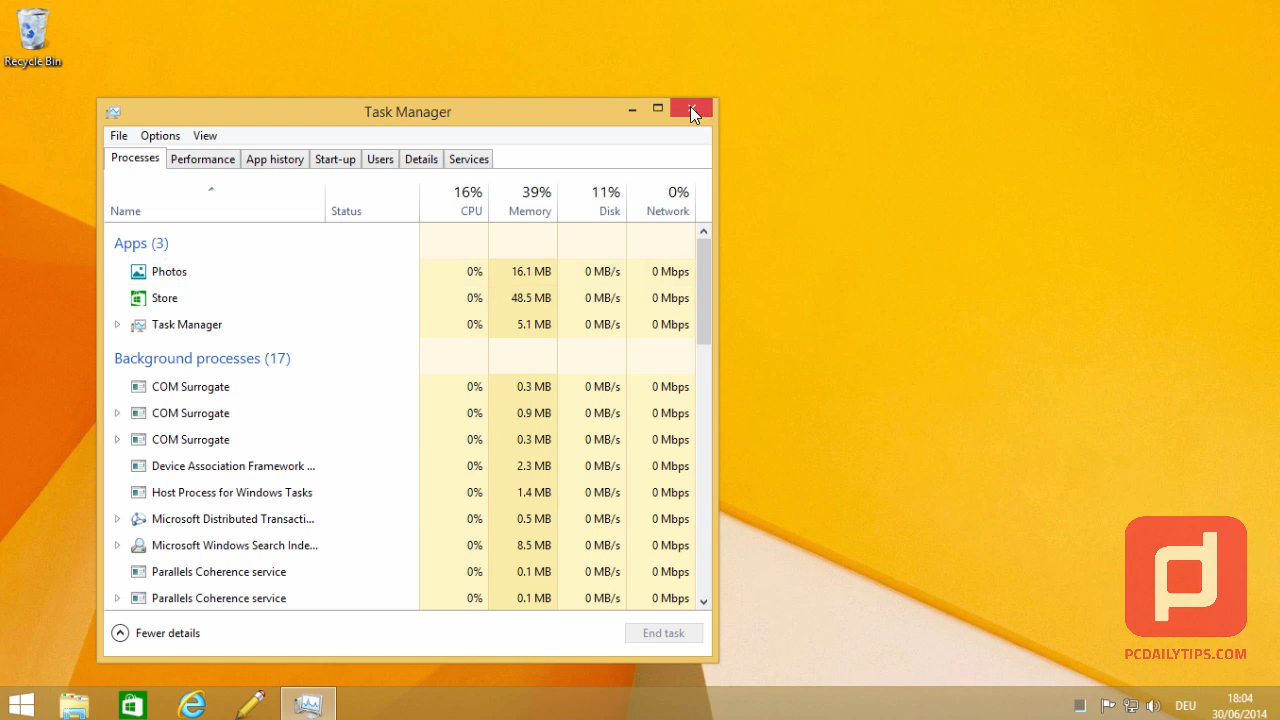 Recycle Bin
Task Manager
File Options View
Processes Performance App history Start-up Users Details Services
16% 39% 11% 0%
Name Status CPU Memory Disk Network
Apps (3)
Photos 0% 16.1 MB 0 MB/s 0 Mbps
Store 0% 48.5 MB 0 MB/s 0 Mbps
Task Manager 0% 5.1 MB 0 MB/s 0 Mbps
Background processes (17)
COM Surrogate 0% 0.3 MB 0 MB/s 0 Mbps
COM Surrogate 0% 0.9 MB 0 MB/s 0 Mbps
COM Surrogate 0% 0.3 MB 0 MB/s 0 Mbps
Device Association Framework ... 0% 2.3 MB 0 MB/s 0 Mbps
Host Process for Windows Tasks 0% 1.4 MB 0 MB/s 0 Mbps
Microsoft Distributed Transacti... 0% 0.5 MB 0 MB/s 0 Mbps
Microsoft Windows Search Inde... 0% 8.5 MB 0 MB/s 0 Mbps
Parallels Coherence service 0% 0.1 MB 0 MB/s 0 Mbps
Parallels Coherence service 0% 0.1 MB 0 MB/s 0 Mbps
Fewer details End task
PCDAILYTIPS.COM
DEU 18:04
30/06/2014